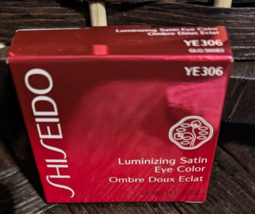 Luminizing Satin Eye Color
Ombre Doux Eclat
YE306
YE306
SHISEIDO
Luminizing Satin
Eye Color
Ombre Doux Eclat